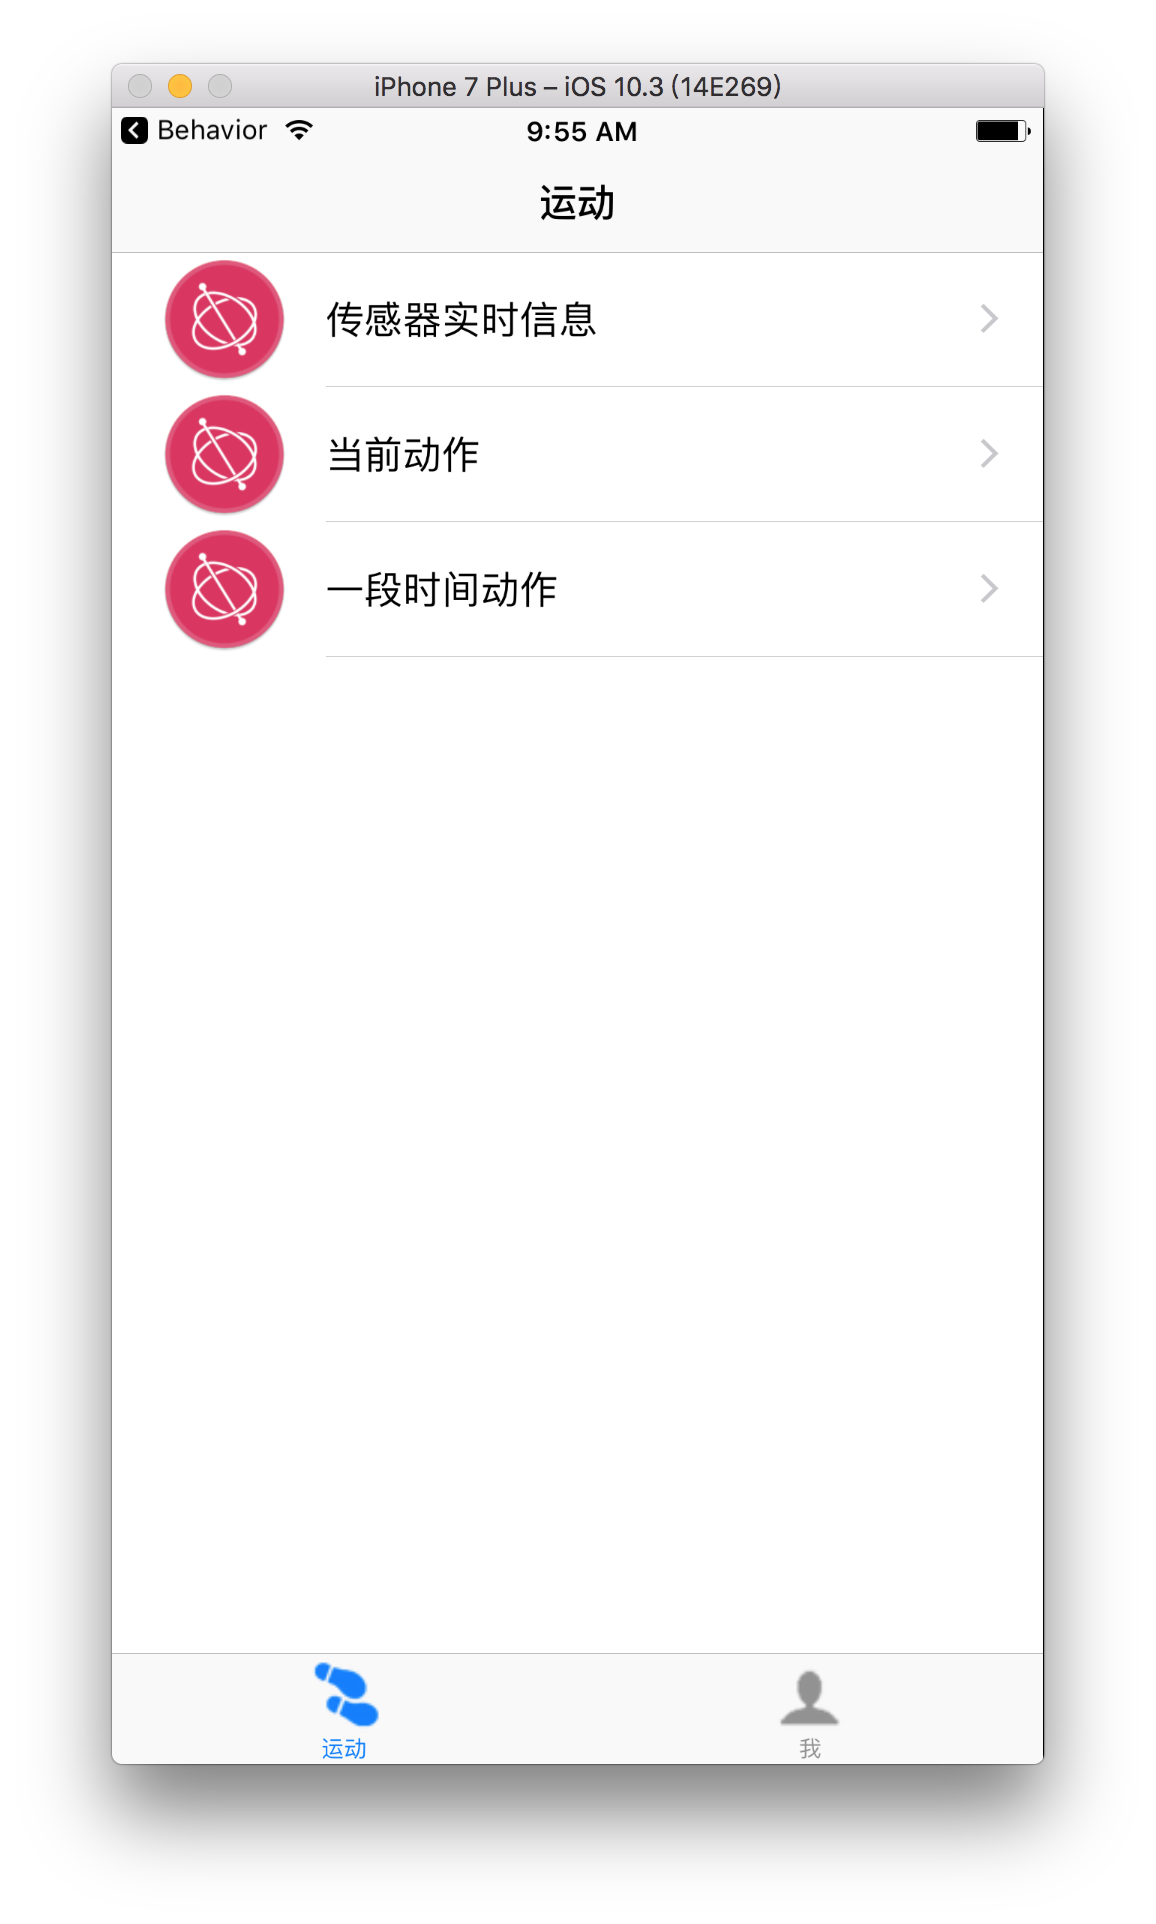 iPhone 7 Plus – iOS 10.3 (14E269)
Behavior 9:55 AM
运动
传感器实时信息
当前动作
一段时间动作
运动 我